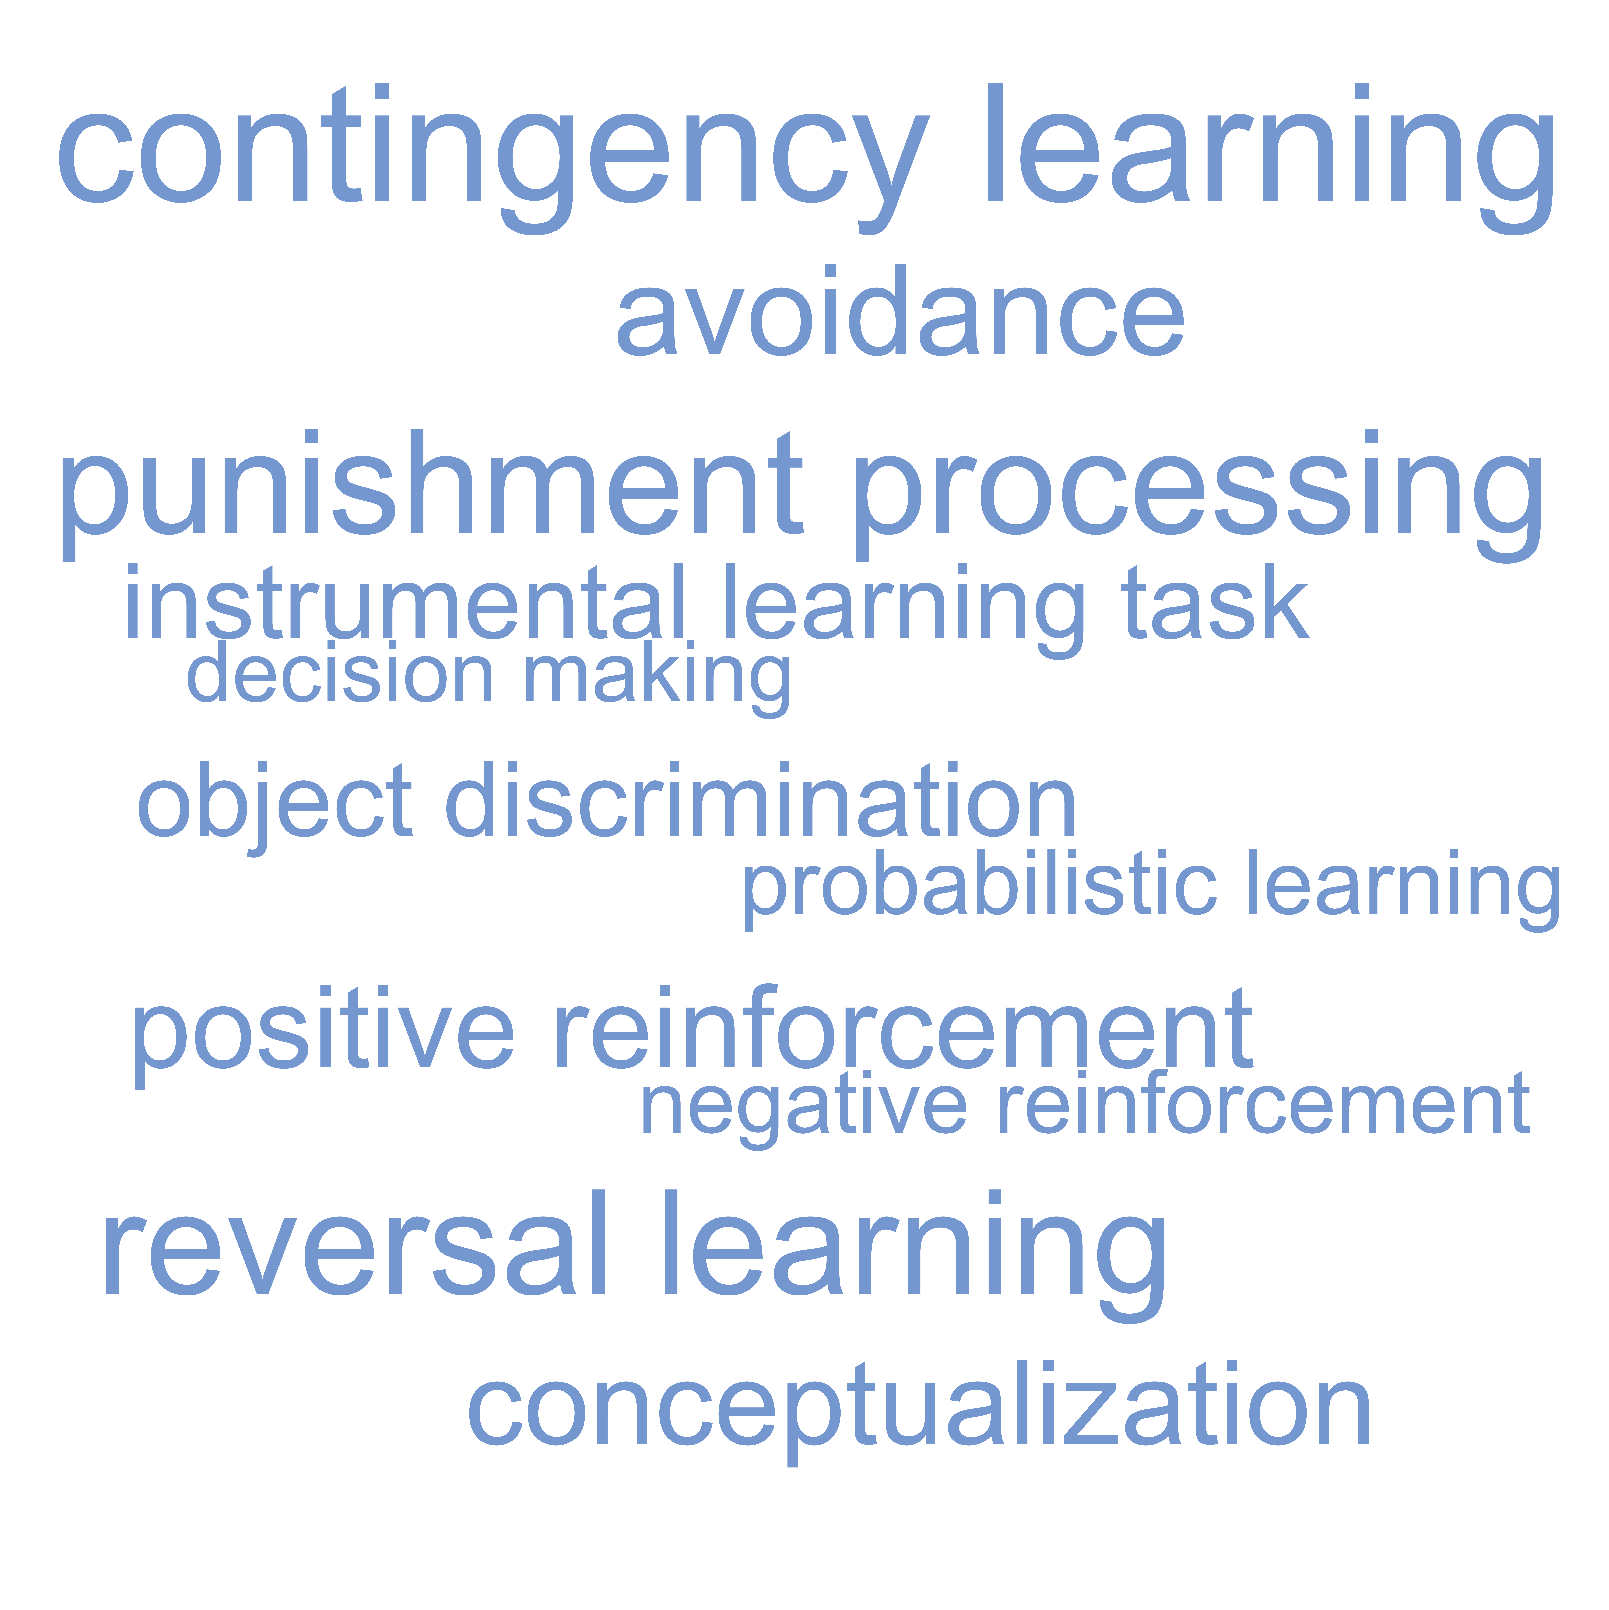 contingency learning
avoidance
punishment processing
instrumental learning task
decision making
object discrimination
probabilistic learning
positive reinforcement
negative reinforcement
reversal learning
conceptualization